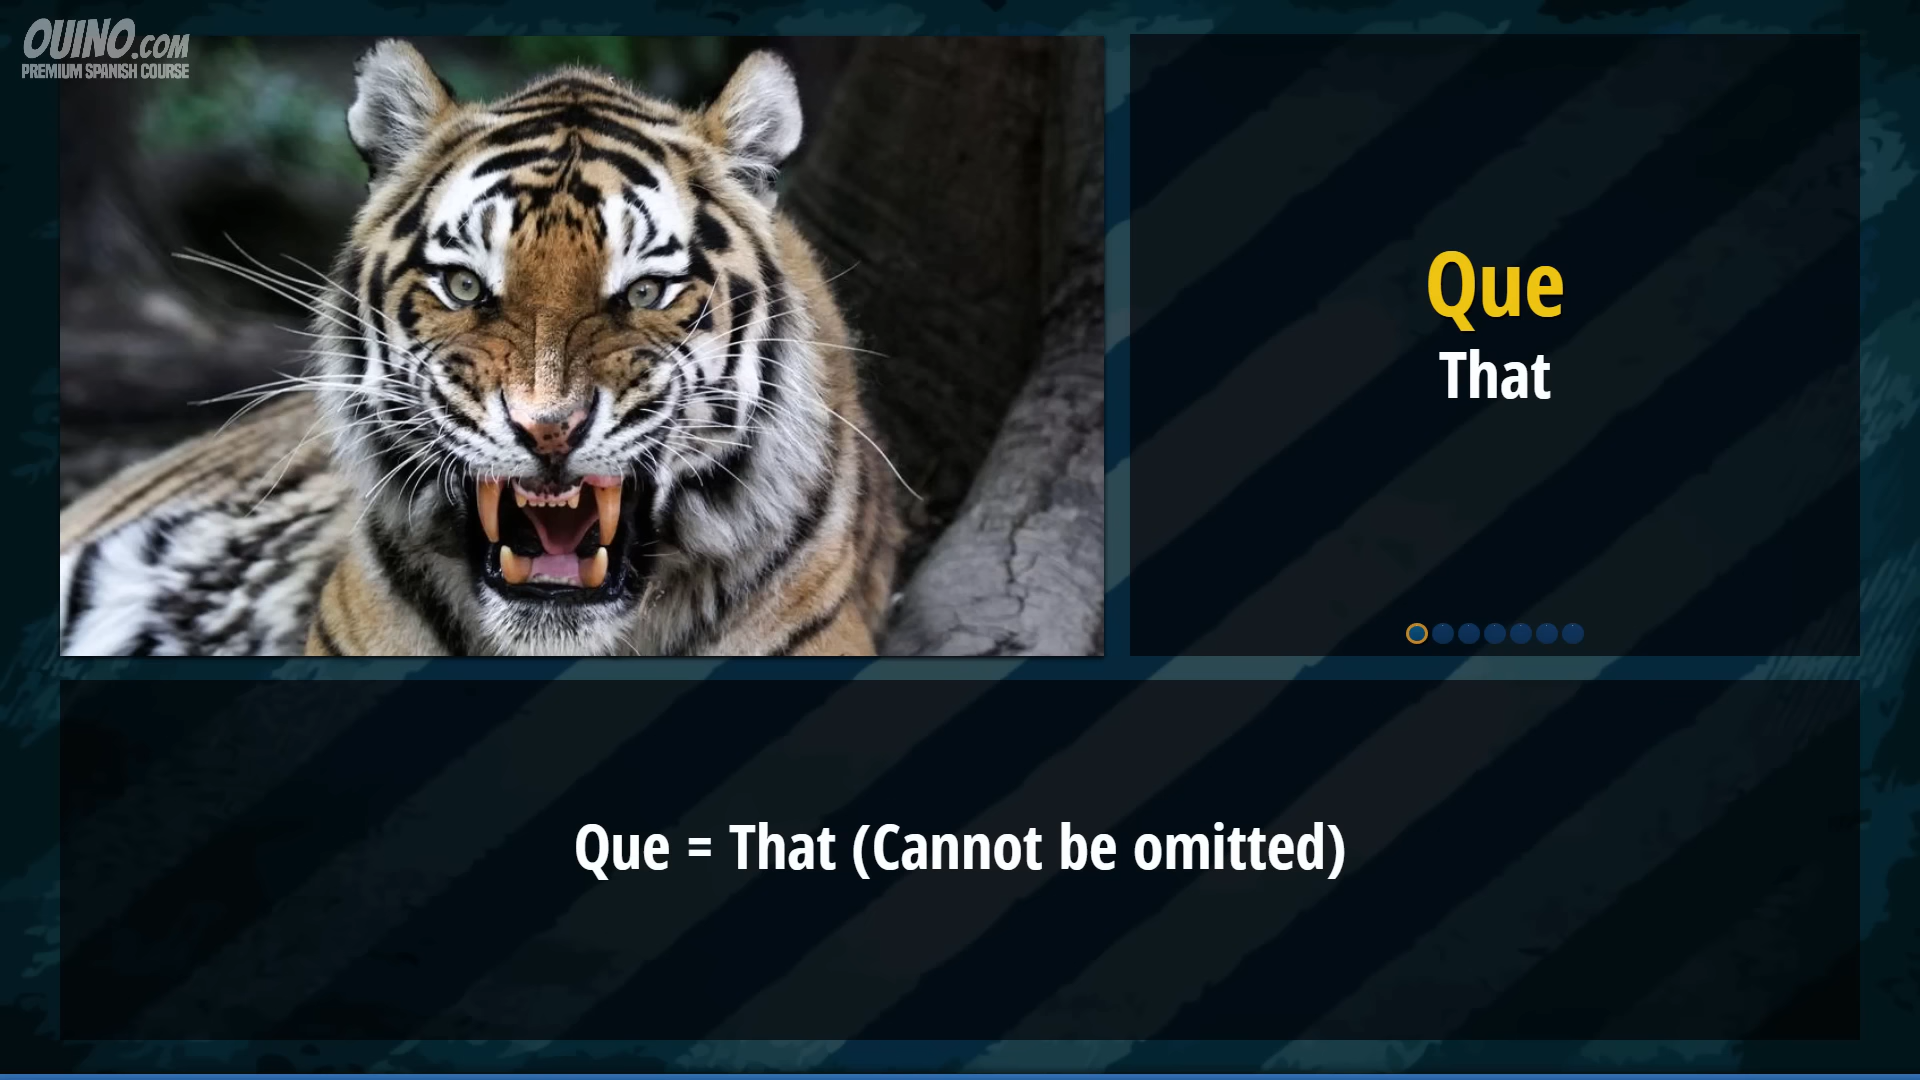 OUINO.COM
PREMIUM SPANISH COURSE
Que
That
Que = That (Cannot be omitted)